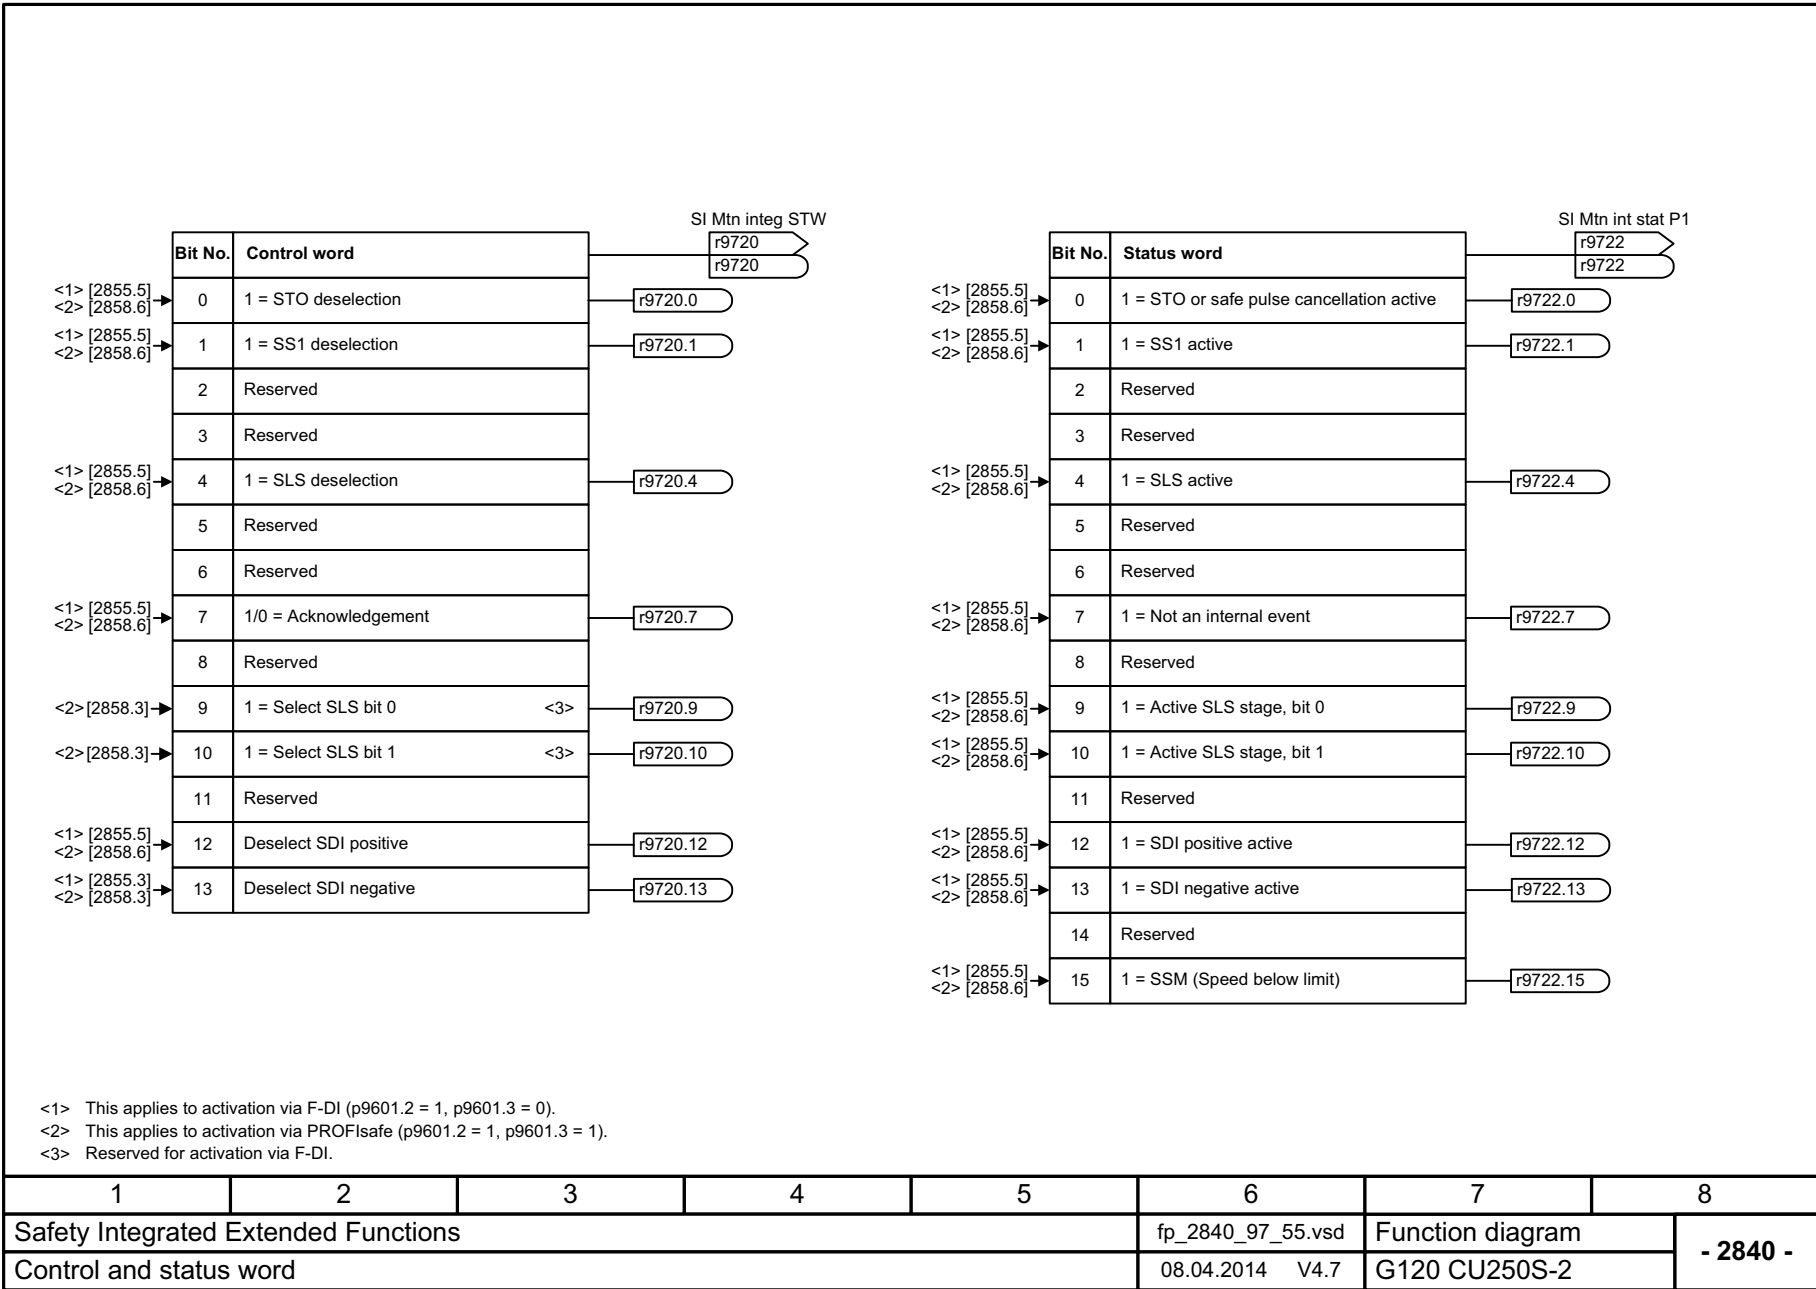 SI Mtn integ STW
r9720
r9720
Bit No. Control word
<1> [2855.5]
<2> [2858.6]
0 1 = STO deselection r9720.0
<1> [2855.5]
<2> [2858.6]
1 1 = SS1 deselection r9720.1
2 Reserved
3 Reserved
<1> [2855.5]
<2> [2858.6]
4 1 = SLS deselection r9720.4
5 Reserved
6 Reserved
<1> [2855.5]
<2> [2858.6]
7 1/0 = Acknowledgement r9720.7
8 Reserved
<2>[2858.3] 9 1 = Select SLS bit 0 <3> r9720.9
<2>[2858.3] 10 1 = Select SLS bit 1 <3> r9720.10
11 Reserved
<1> [2855.5]
<2> [2858.6]
12 Deselect SDI positive r9720.12
<1> [2855.3]
<2> [2858.3]
13 Deselect SDI negative r9720.13
SI Mtn int stat P1
r9722
r9722
Bit No. Status word
<1> [2855.5]
<2> [2858.6]
0 1 = STO or safe pulse cancellation active r9722.0
<1> [2855.5]
<2> [2858.6]
1 1 = SS1 active r9722.1
2 Reserved
3 Reserved
<1> [2855.5]
<2> [2858.6]
4 1 = SLS active r9722.4
5 Reserved
6 Reserved
<1> [2855.5]
<2> [2858.6]
7 1 = Not an internal event r9722.7
8 Reserved
<1> [2855.5]
<2> [2858.6]
9 1 = Active SLS stage, bit 0 r9722.9
<1> [2855.5]
<2> [2858.6]
10 1 = Active SLS stage, bit 1 r9722.10
11 Reserved
<1> [2855.5]
<2> [2858.6]
12 1 = SDI positive active r9722.12
<1> [2855.5]
<2> [2858.6]
13 1 = SDI negative active r9722.13
14 Reserved
<1> [2855.5]
<2> [2858.6]
15 1 = SSM (Speed below limit) r9722.15
<1> This applies to activation via F-DI (p9601.2 = 1, p9601.3 = 0).
<2> This applies to activation via PROFIsafe (p9601.2 = 1, p9601.3 = 1).
<3> Reserved for activation via F-DI.
1 2 3 4 5 6 7 8
Safety Integrated Extended Functions fp_2840_97_55.vsd Function diagram
- 2840 -
Control and status word 08.04.2014 V4.7 G120 CU250S-2